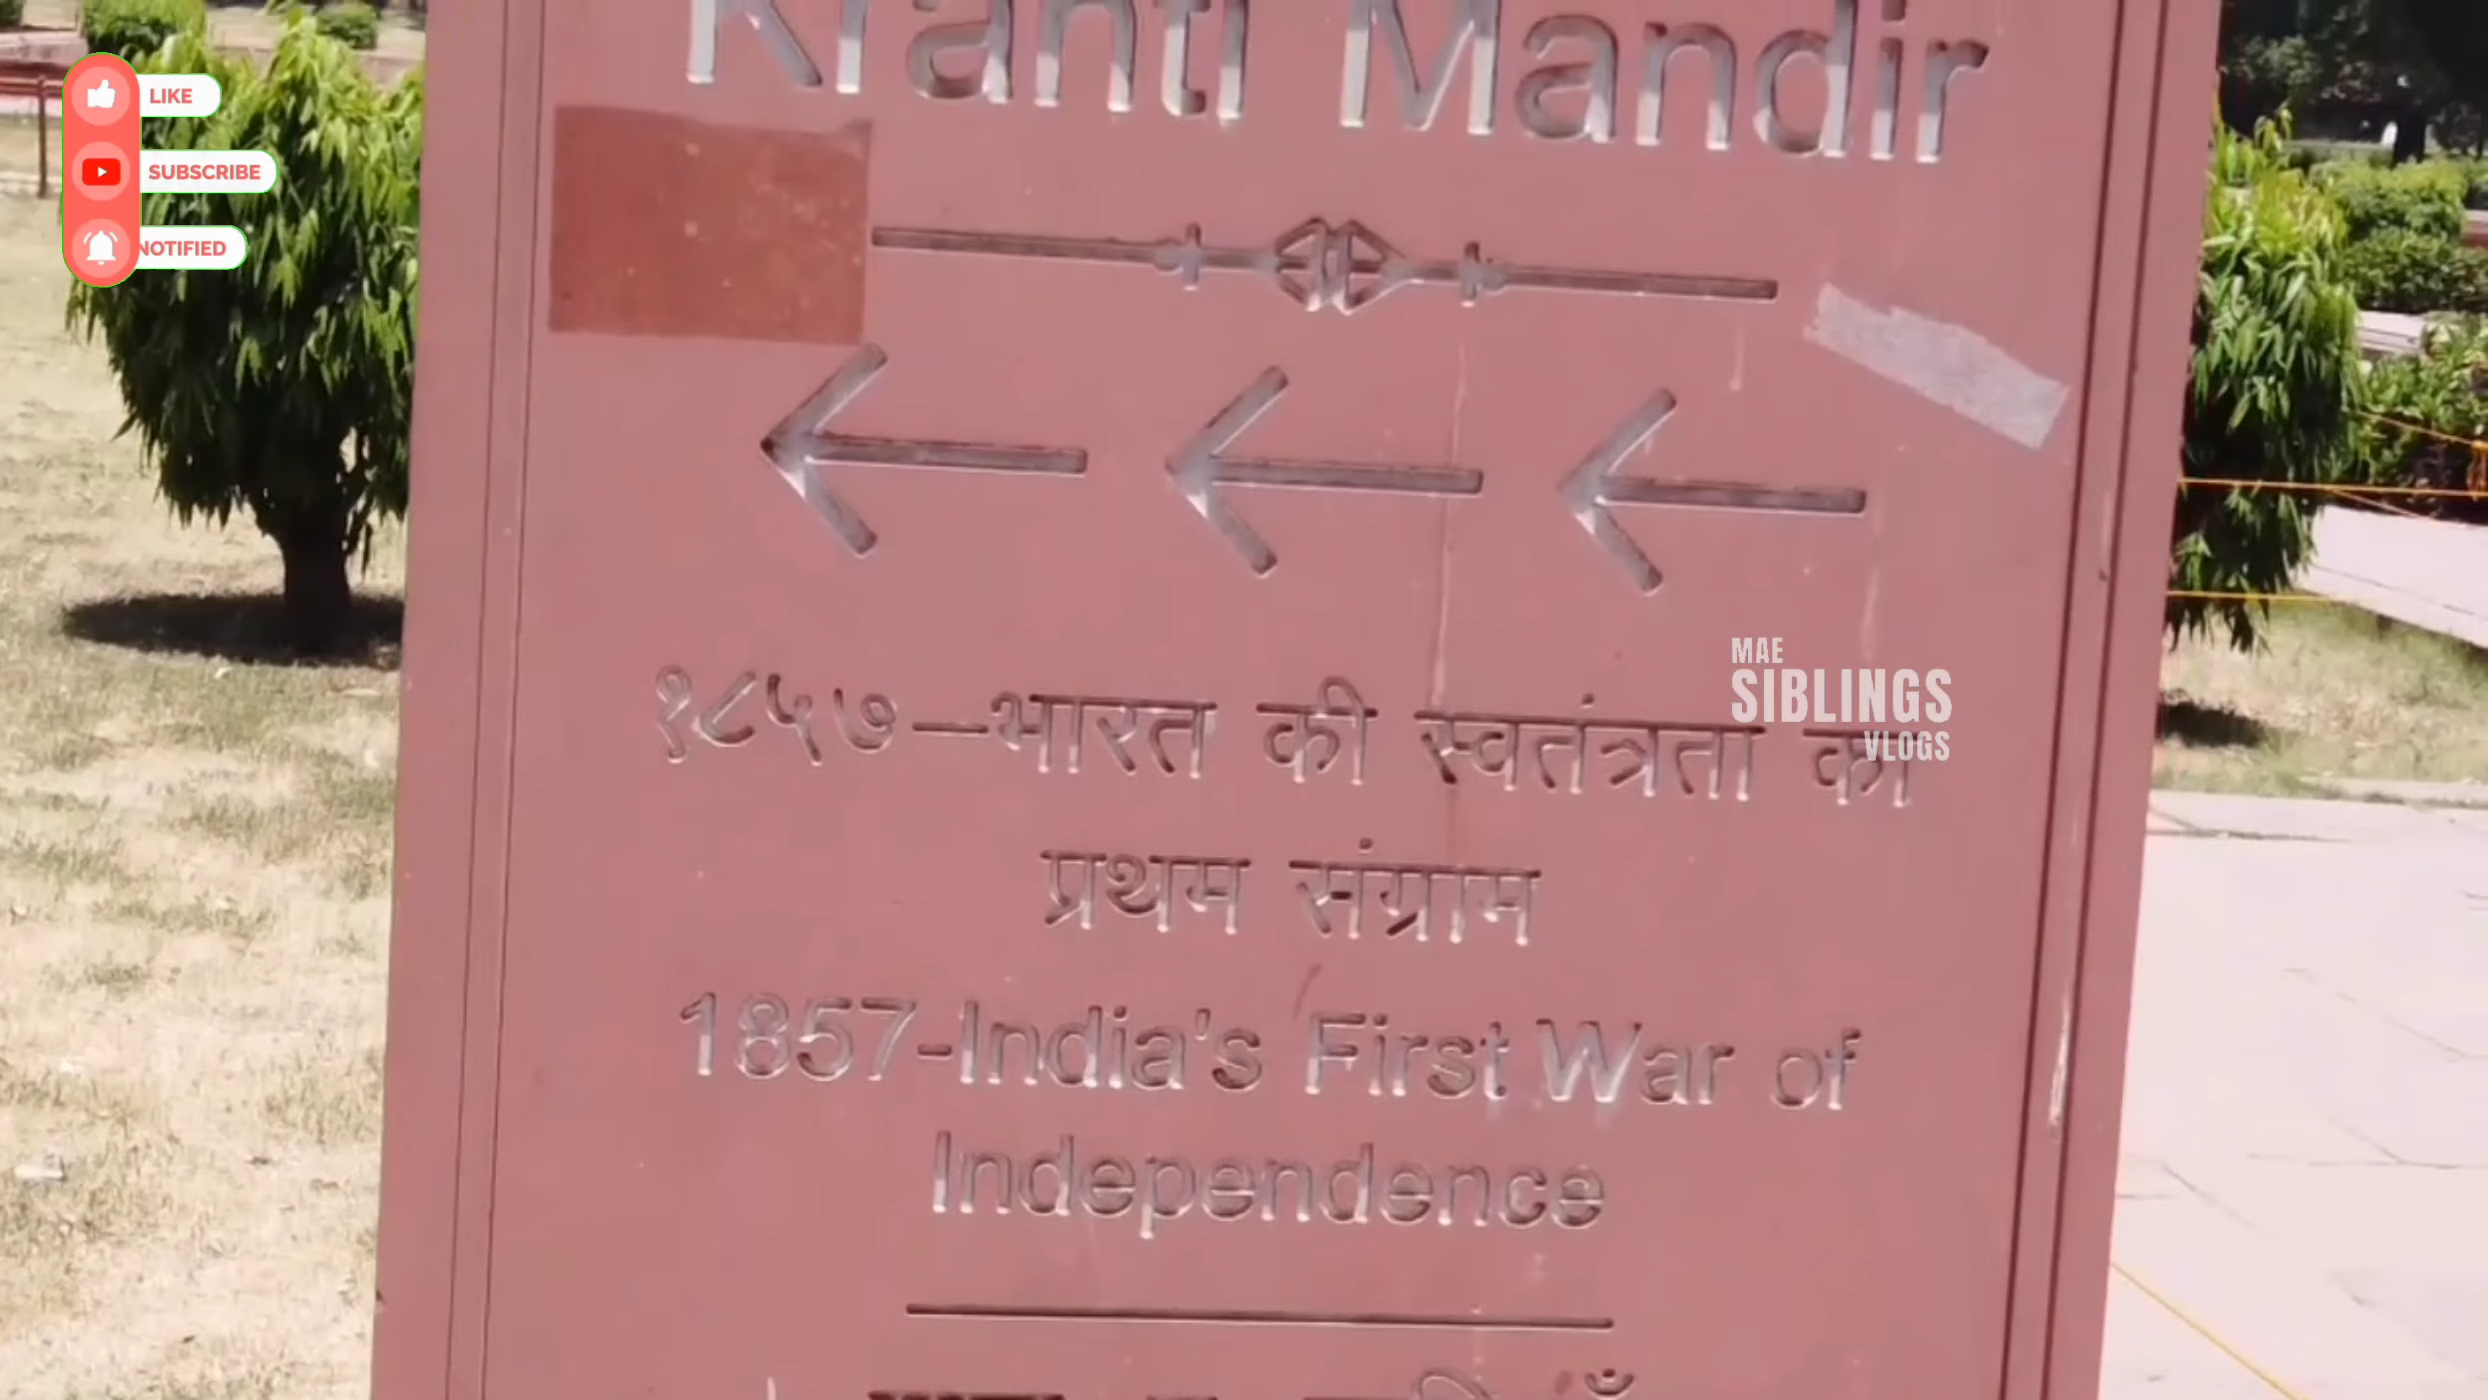 Kranti Mandir
LIKE
SUBSCRIBE
NOTIFIED
१८५७–भारत की स्वतंत्रता का
प्रथम संग्राम
1857-India's First War of
Independence
MAE
SIBLINGS
VLOGS